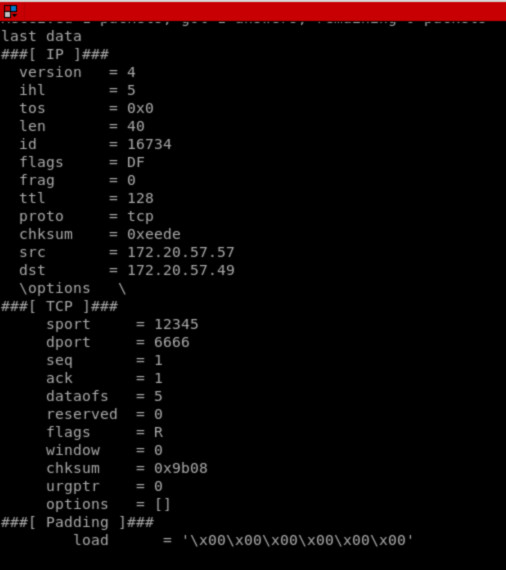 last data
###[ IP ]###
  version   = 4
  ihl       = 5
  tos       = 0x0
  len       = 40
  id        = 16734
  flags     = DF
  frag      = 0
  ttl       = 128
  proto     = tcp
  chksum    = 0xeede
  src       = 172.20.57.57
  dst       = 172.20.57.49
  \options   \
###[ TCP ]###
     sport     = 12345
     dport     = 6666
     seq       = 1
     ack       = 1
     dataofs   = 5
     reserved  = 0
     flags     = R
     window    = 0
     chksum    = 0x9b08
     urgptr    = 0
     options   = []
###[ Padding ]###
        load      = '\x00\x00\x00\x00\x00\x00'